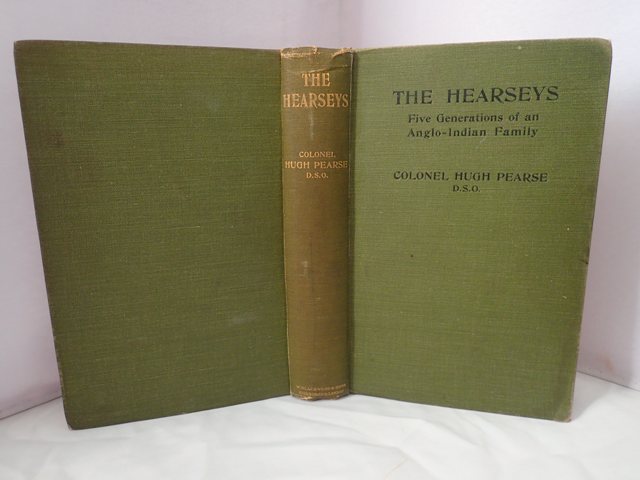 THE
HEARSEYS
COLONEL
HUGH PEARSE
D.S.O.
THE HEARSEYS
Five Generations of an
Anglo-Indian Family
COLONEL HUGH PEARSE
D.S.O.